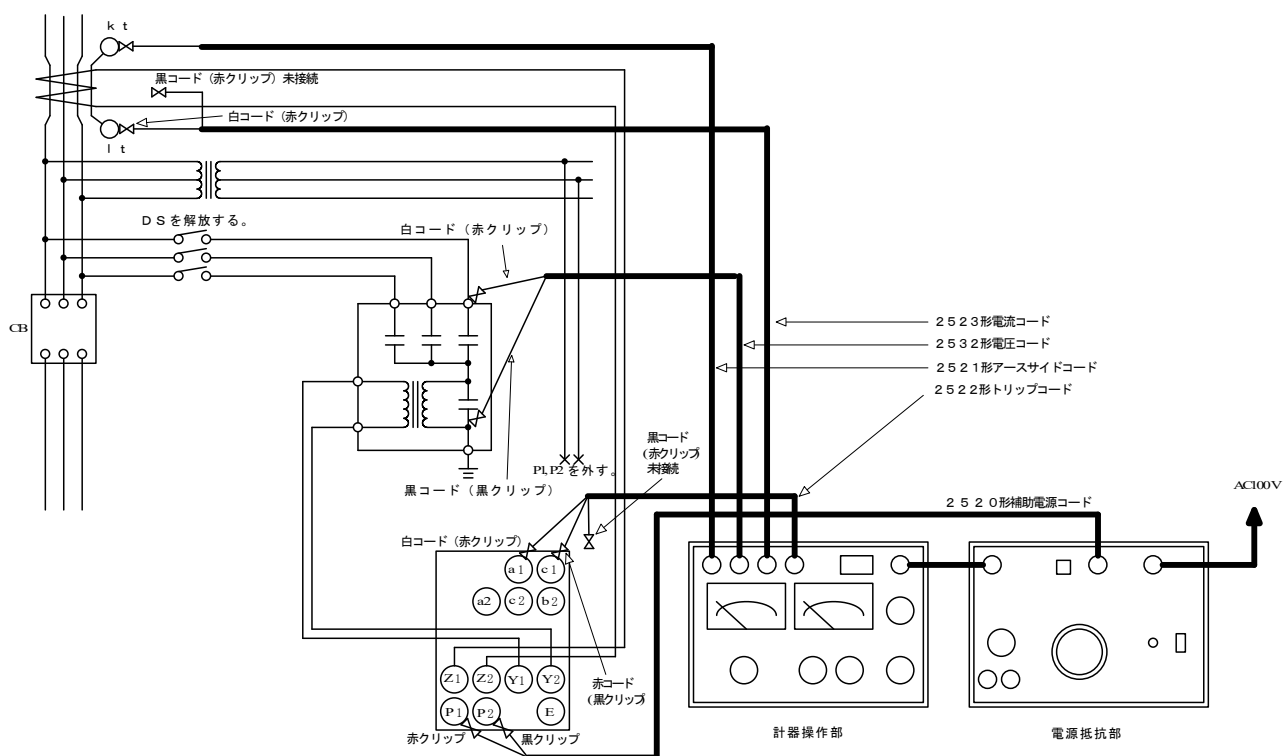 k t
黒コード（赤クリップ）未接続
白コード（赤クリップ）
l t
DSを解放する。
白コード（赤クリップ）
CB
2523形電流コード
2532形電圧コード
2521形アースサイドコード
2522形トリップコード
黒コード
（赤クリップ）
未接続
P1,P2を外す。
黒コード（黒クリップ）
AC100V
2520形補助電源コード
白コード（赤クリップ）
a1
c1
a2
c2
b2
赤コード
（黒クリップ）
Z1
Z2
Y1
Y2
P1
P2
E
赤クリップ
黒クリップ
計器操作部
電源抵抗部